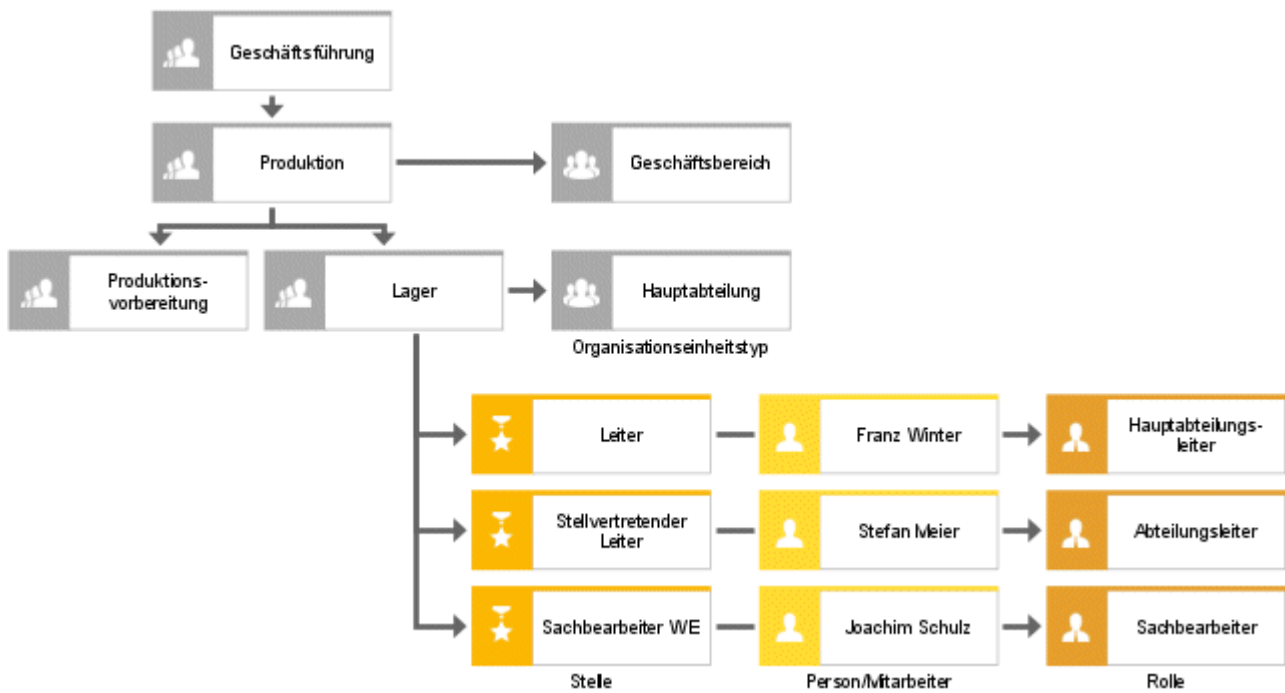 Geschäftsführung
Produktion
Geschäftsbereich
Produktions-
vorbereitung
Lager
Hauptabteilung
Organisationseinheitstyp
Leiter
Franz Winter
Hauptabteilungs-
leiter
Stellvertretender
Leiter
Stefan Meier
Abteilungsleiter
Sachbearbeiter WE
Joachim Schulz
Sachbearbeiter
Stelle
Person/Mitarbeiter
Rolle